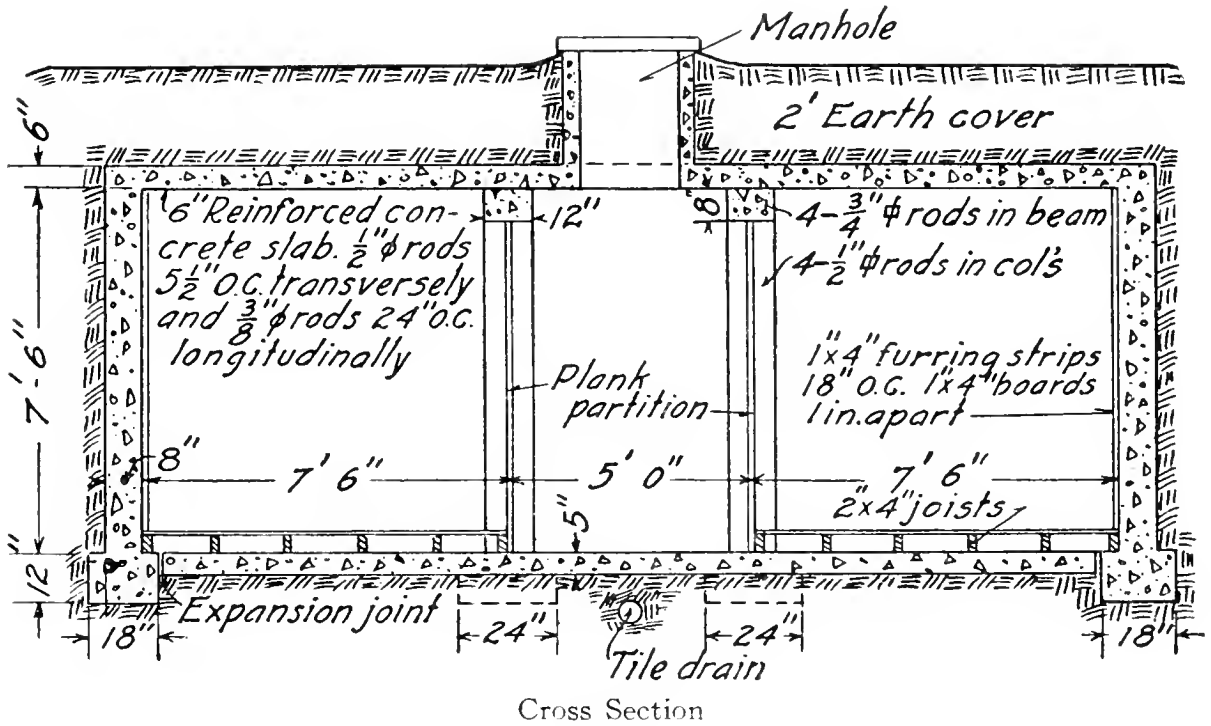 Manhole
2' Earth cover
6"
6" Reinforced con-
crete slab. 1/2" ϕ rods
5 1/2" O.C. transversely
and 3/8" ϕ rods 24" O.C.
longitudinally
12"
8"
4-3/4" ϕ rods in beam
4-1/2" ϕ rods in col's
7'-6"
Plank
partition
1"x4" furring strips
18" O.C. 1"x4" boards
1 in. apart
8"
7' 6"
5' 0"
7' 6"
2"x4" joists
5"
12"
Expansion joint
18"
24"
24"
18"
Tile drain
Cross Section